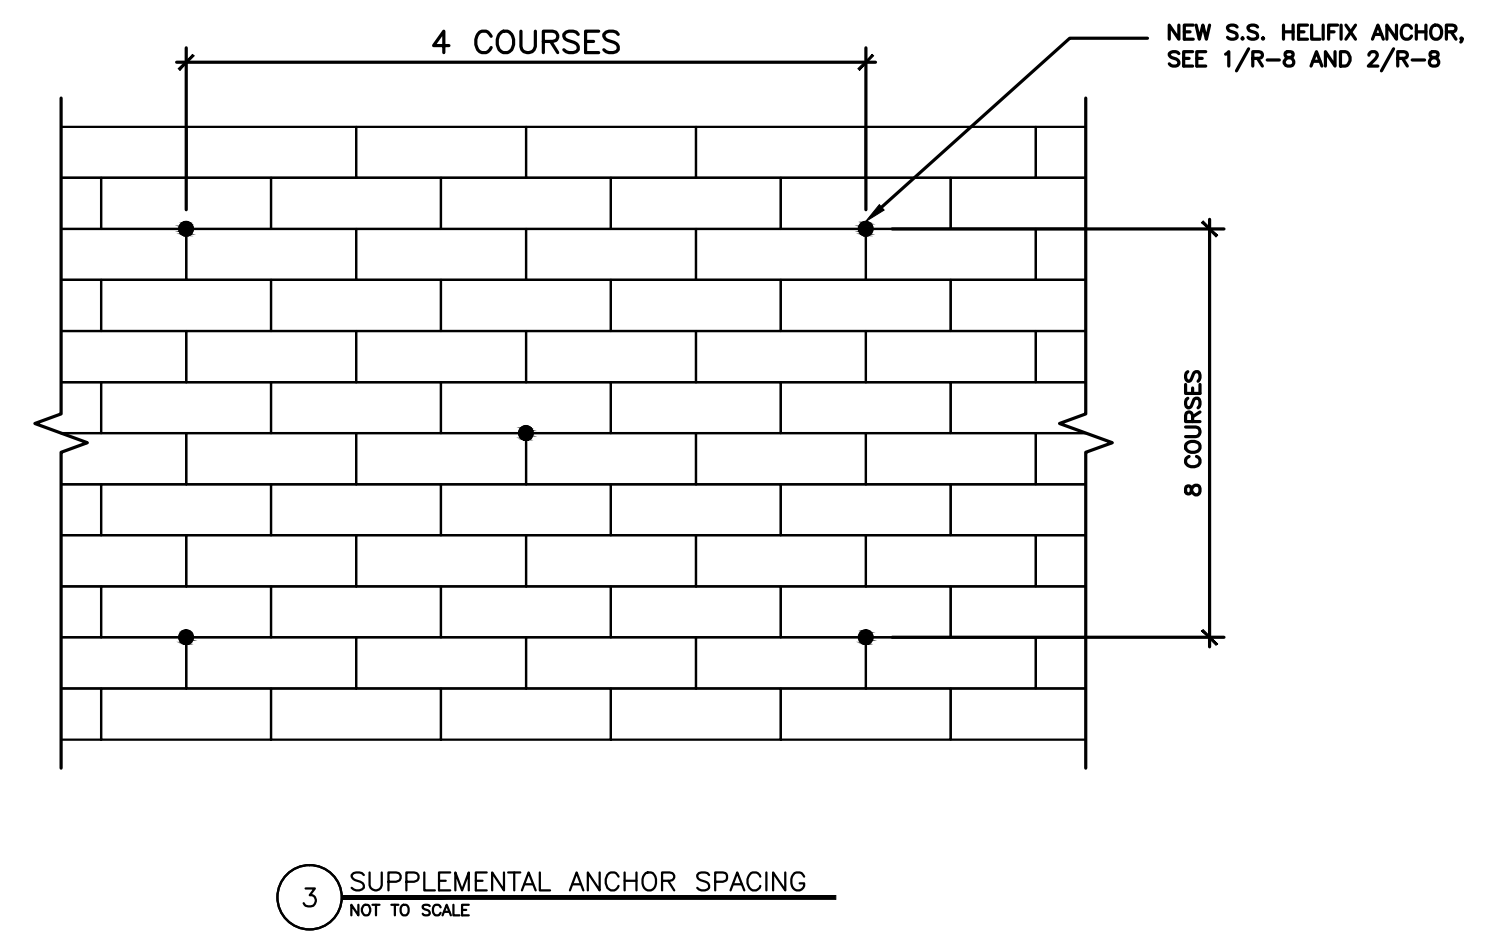 4 COURSES
NEW S.S. HELIFIX ANCHOR,
SEE 1/R-8 AND 2/R-8
8 COURSES
3
SUPPLEMENTAL ANCHOR SPACING
NOT TO SCALE